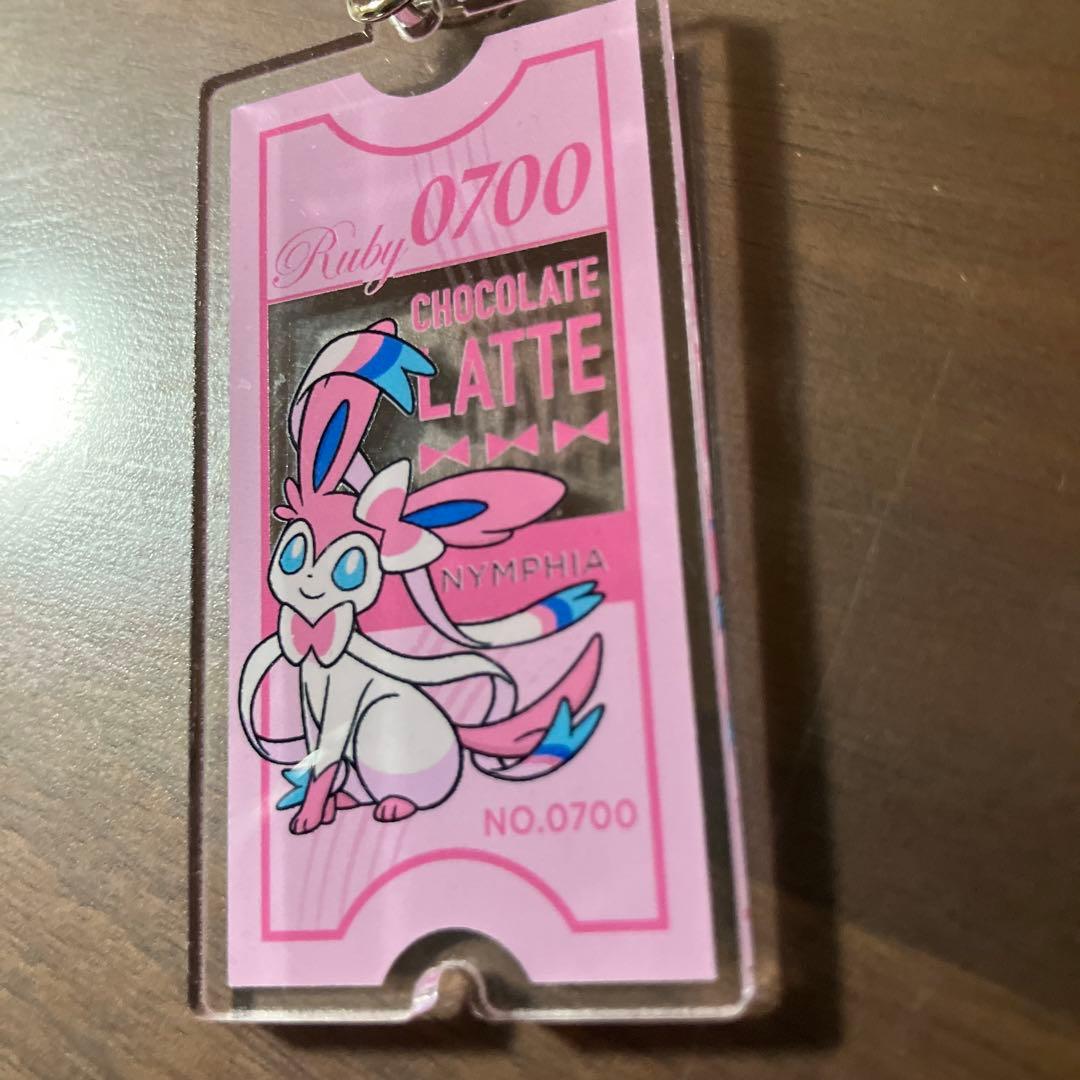 Ruby 0700
CHOCOLATE
LATTE
NYMPHIA
NO.0700